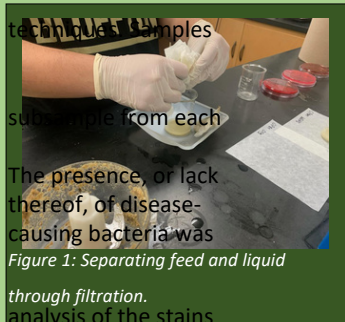 techniques. Samples
subsample from each
The presence, or lack
thereof, of disease-
causing bacteria was
Figure 1: Separating feed and liquid
through filtration.
analysis of the stains